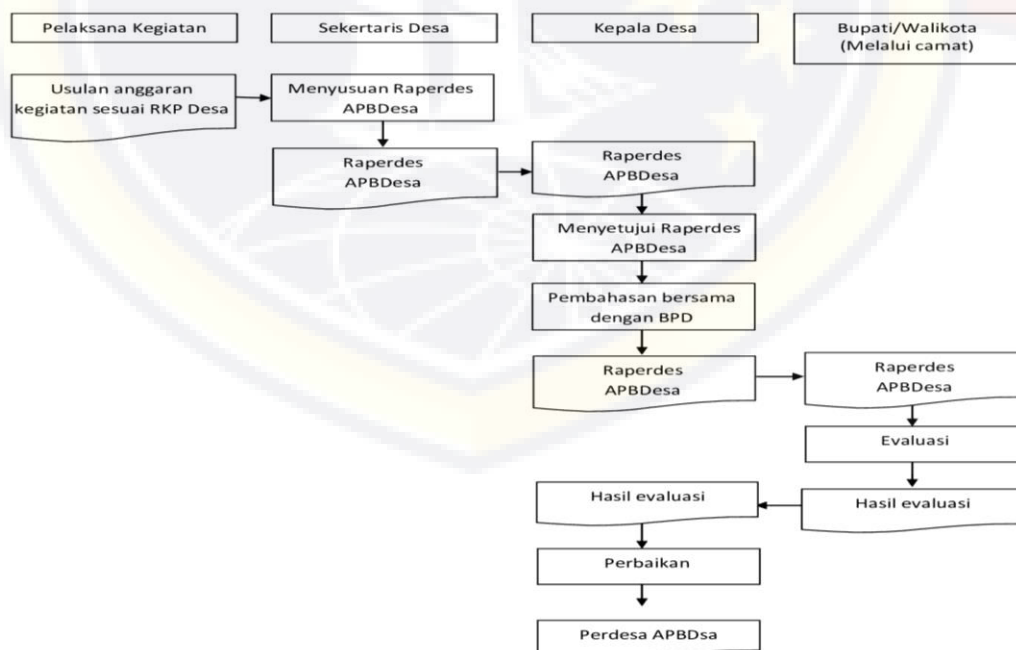 Pelaksana Kegiatan
Sekertaris Desa
Kepala Desa
Bupati/Walikota
(Melalui camat)
Usulan anggaran
kegiatan sesuai RKP Desa
Menyusuan Raperdes
APBDesa
Raperdes
APBDesa
Raperdes
APBDesa
Menyetujui Raperdes
APBDesa
Pembahasan bersama
dengan BPD
Raperdes
APBDesa
Raperdes
APBDesa
Evaluasi
Hasil evaluasi
Hasil evaluasi
Perbaikan
Perdesa APBDsa